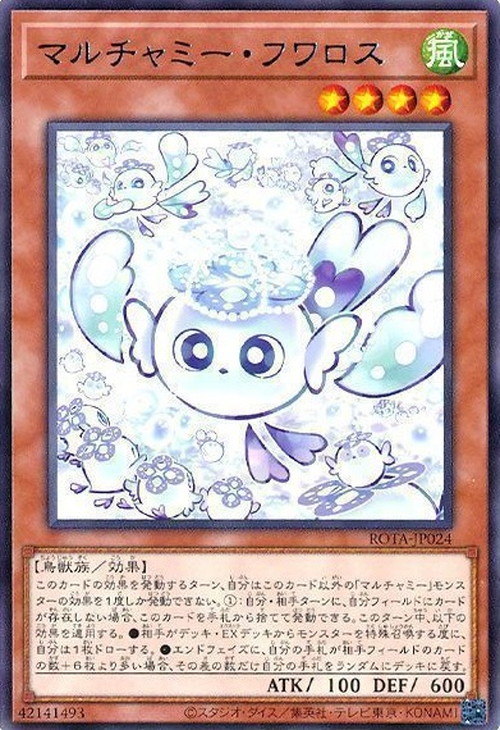 マルチャミー・フワロス
風
ROTA-JP024
【鳥獣族/効果】
このカードの効果を発動するターン、自分はこのカード以外の「マルチャミー」モンス
ターの効果を1度しか発動できない。①:自分・相手ターンに、自分フィールドにカード
が存在しない場合、このカードを手札から捨てて発動できる。このターン中、以下の
効果を適用する。●相手がデッキ・EXデッキからモンスターを特殊召喚する度に、
自分は1枚ドローする。●エンドフェイズに、自分の手札が相手フィールドのカード
の数+6枚より多い場合、その差の数だけ自分の手札をランダムにデッキに戻す。
ATK/ 100 DEF/ 600
42141493
©スタジオ・ダイス/集英社・テレビ東京・KONAMI